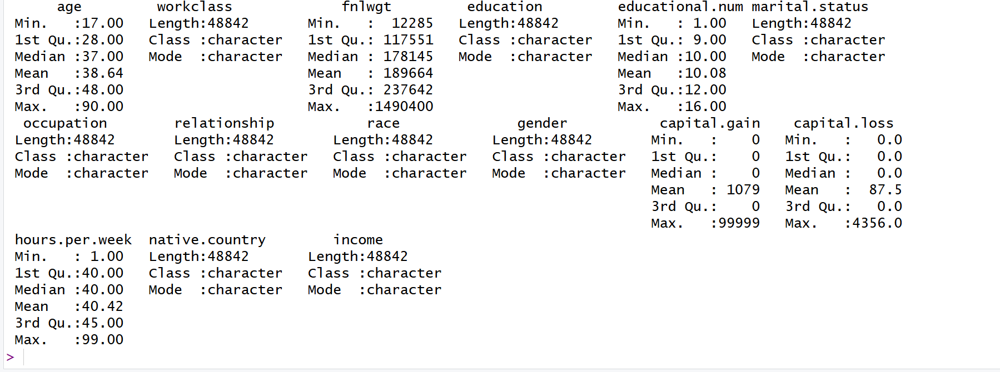 age          workclass             fnlwgt         education         educational.num marital.status
Min.   :17.00   Length:48842       Min.   :  12285   Length:48842       Min.   : 1.00   Length:48842
1st Qu.:28.00   Class :character   1st Qu.: 117551   Class :character   1st Qu.: 9.00   Class :character
Median :37.00   Mode  :character   Median : 178145   Mode  :character   Median :10.00   Mode  :character
Mean   :38.64                      Mean   : 189664                      Mean   :10.08
3rd Qu.:48.00                      3rd Qu.: 237642                      3rd Qu.:12.00
Max.   :90.00                      Max.   :1490400                      Max.   :16.00
 occupation        relationship           race              gender           capital.gain    capital.loss
Length:48842       Length:48842       Length:48842       Length:48842       Min.   :    0   Min.   :   0.0
Class :character   Class :character   Class :character   Class :character   1st Qu.:    0   1st Qu.:   0.0
Mode  :character   Mode  :character   Mode  :character   Mode  :character   Median :    0   Median :   0.0
                                                                            Mean   : 1079   Mean   :  87.5
                                                                            3rd Qu.:    0   3rd Qu.:   0.0
                                                                            Max.   :99999   Max.   :4356.0
hours.per.week  native.country        income
Min.   : 1.00   Length:48842       Length:48842
1st Qu.:40.00   Class :character   Class :character
Median :40.00   Mode  :character   Mode  :character
Mean   :40.42
3rd Qu.:45.00
Max.   :99.00
>